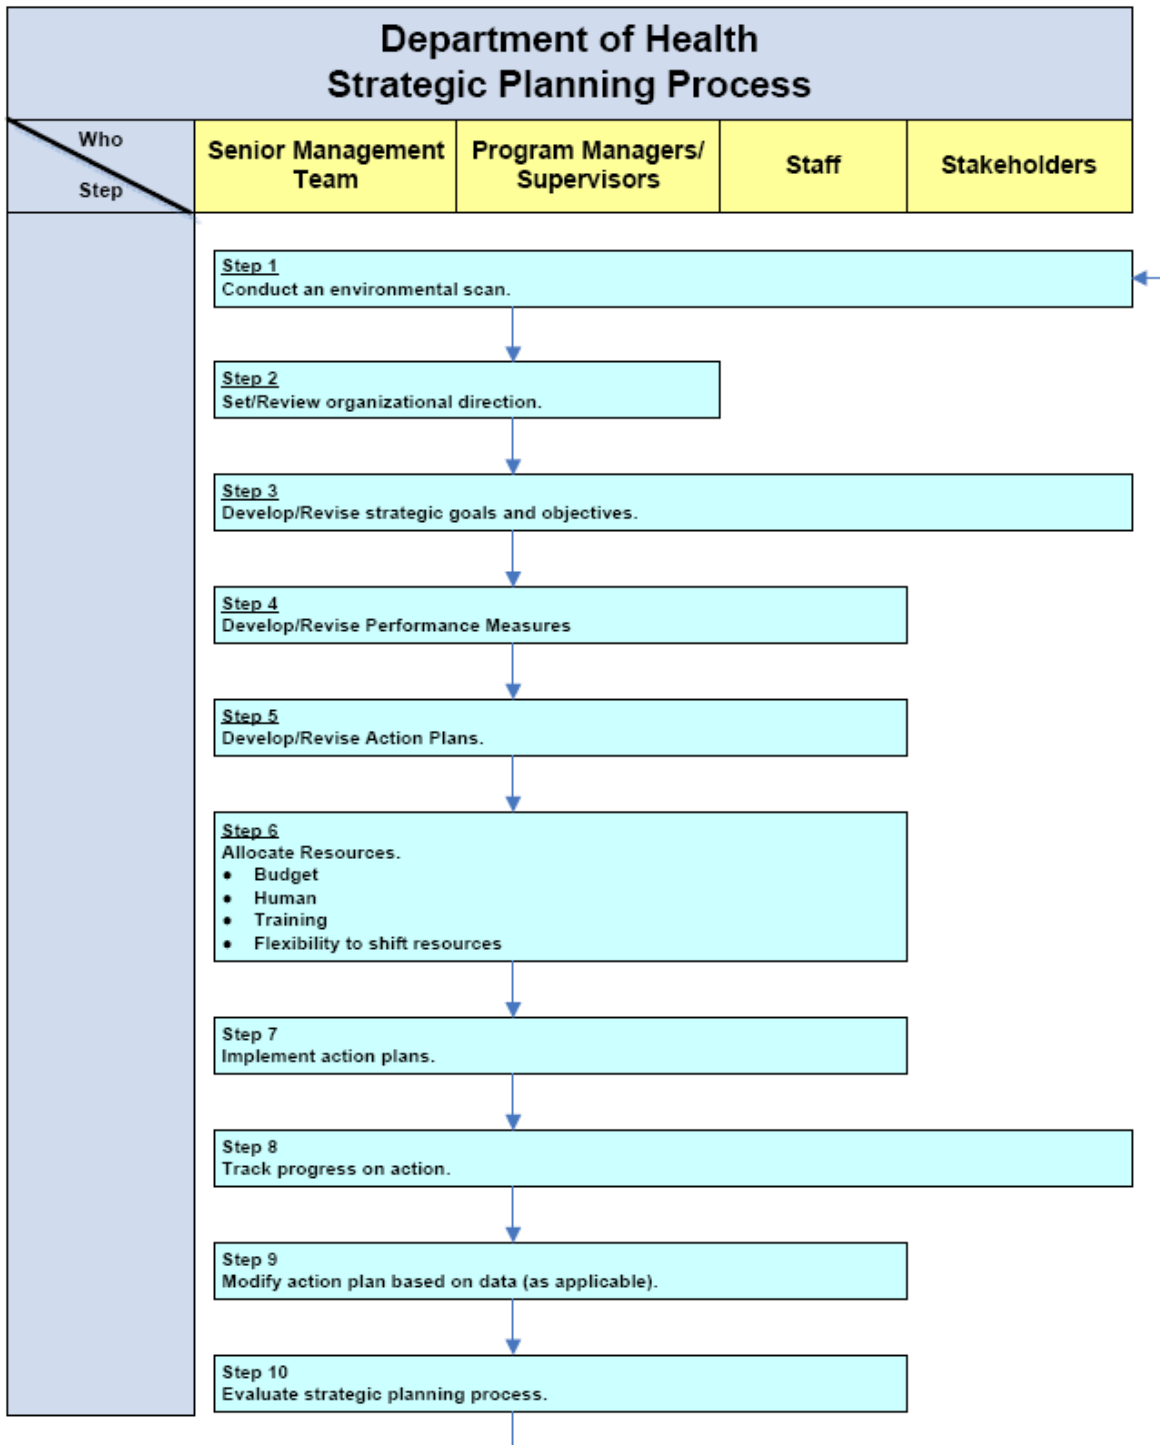 Department of Health
Strategic Planning Process
Who
Step
Senior Management
Team
Program Managers/
Supervisors
Staff
Stakeholders
Step 1
Conduct an environmental scan.
Step 2
Set/Review organizational direction.
Step 3
Develop/Revise strategic goals and objectives.
Step 4
Develop/Revise Performance Measures
Step 5
Develop/Revise Action Plans.
Step 6
Allocate Resources.
● Budget
● Human
● Training
● Flexibility to shift resources
Step 7
Implement action plans.
Step 8
Track progress on action.
Step 9
Modify action plan based on data (as applicable).
Step 10
Evaluate strategic planning process.